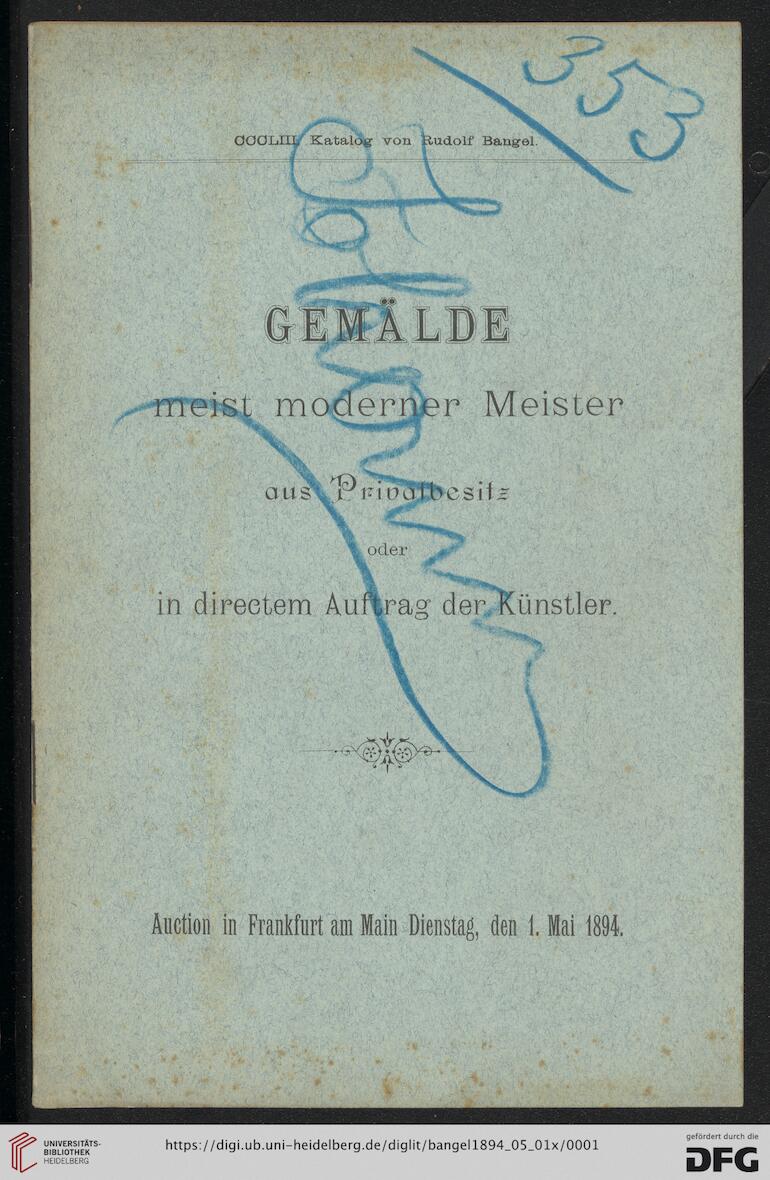 353
CCCLIII. Katalog von Rudolf Bangel.
GEMÄLDE
meist moderner Meister
aus Privatbesitz
oder
in directem Auftrag der Künstler.
Auction in Frankfurt am Main Dienstag, den 1. Mai 1894.
UNIVERSITÄTS-
BIBLIOTHEK
HEIDELBERG
https://digi.ub.uni-heidelberg.de/diglit/bangel1894_05_01x/0001
gefördert durch die
DFG